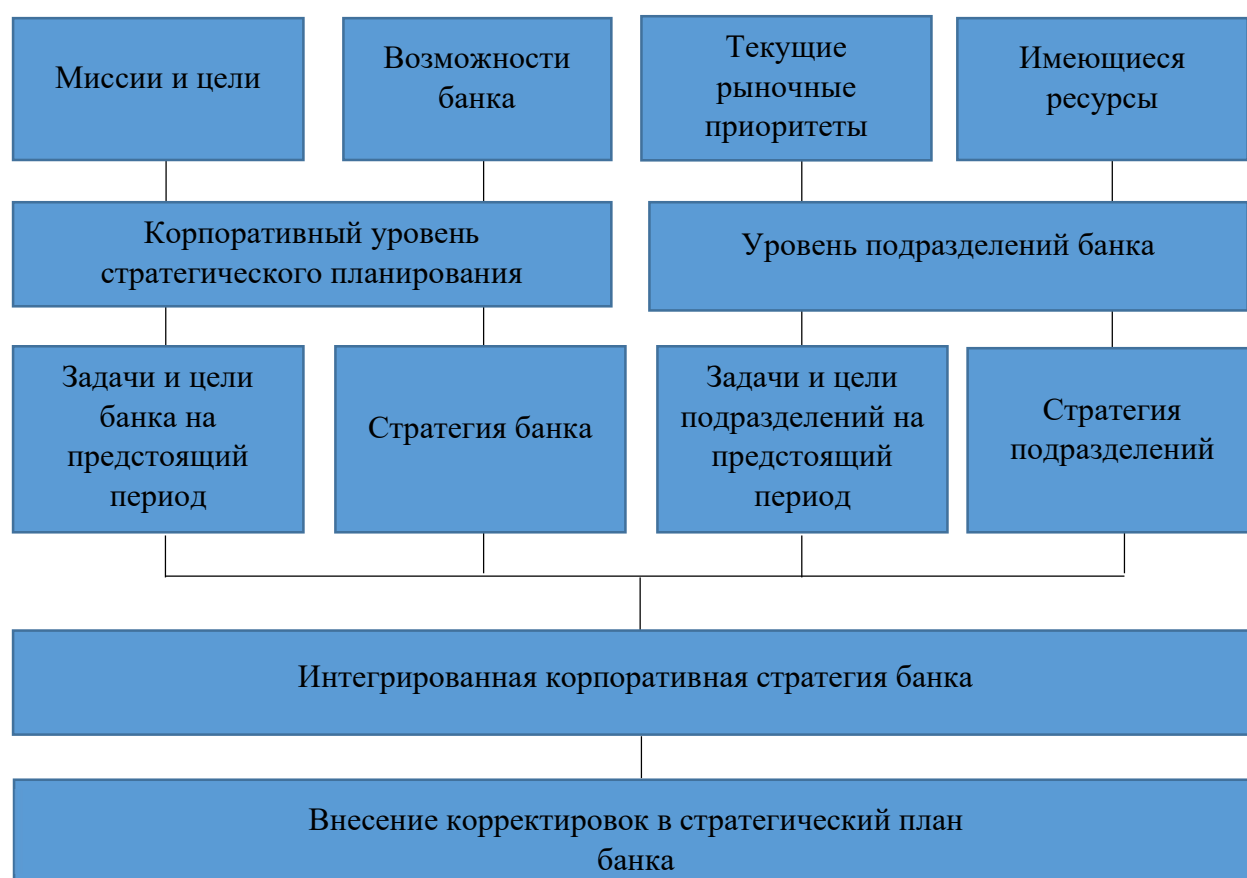 Миссии и цели
Возможности
банка
Текущие
рыночные
приоритеты
Имеющиеся
ресурсы
Корпоративный уровень
стратегического планирования
Уровень подразделений банка
Задачи и цели
банка на
предстоящий
период
Стратегия банка
Задачи и цели
подразделений на
предстоящий
период
Стратегия
подразделений
Интегрированная корпоративная стратегия банка
Внесение корректировок в стратегический план
банка